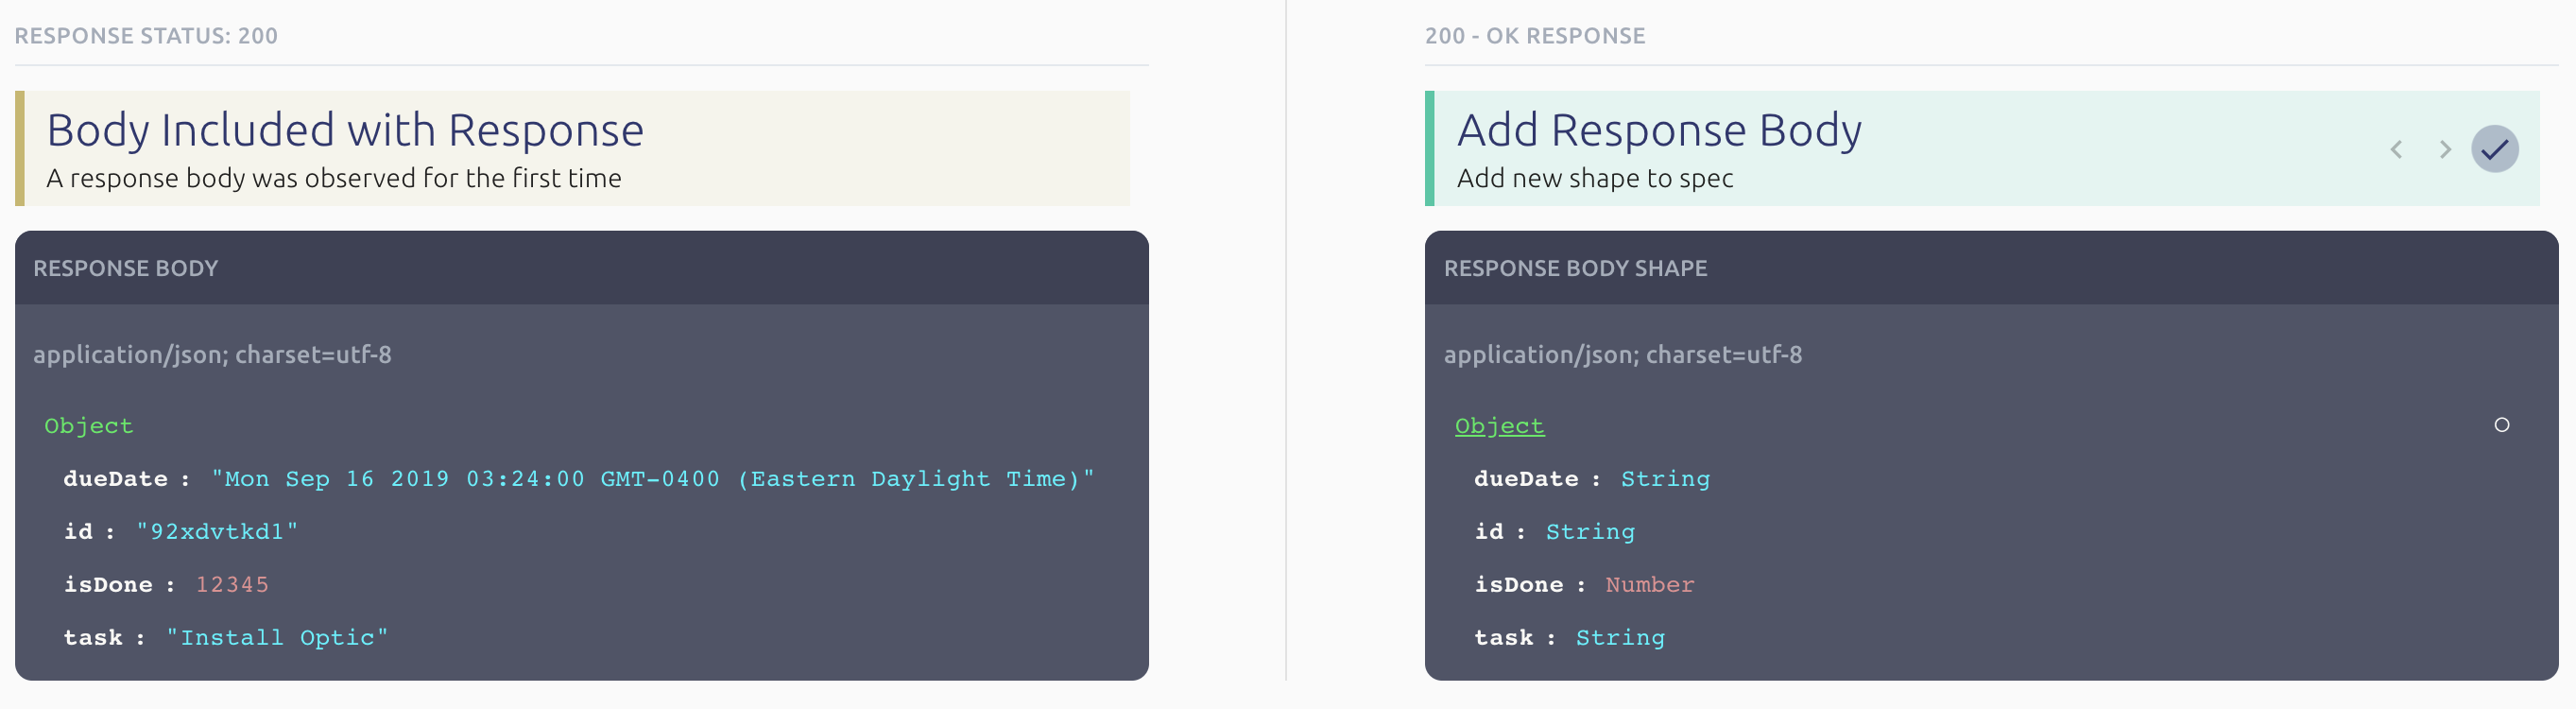 RESPONSE STATUS: 200
Body Included with Response
A response body was observed for the first time
RESPONSE BODY
application/json; charset=utf-8
Object
dueDate : "Mon Sep 16 2019 03:24:00 GMT-0400 (Eastern Daylight Time)"
id : "92xdvtkd1"
isDone : 12345
task : "Install Optic"
200 - OK RESPONSE
Add Response Body
Add new shape to spec
RESPONSE BODY SHAPE
application/json; charset=utf-8
Object
dueDate : String
id : String
isDone : Number
task : String